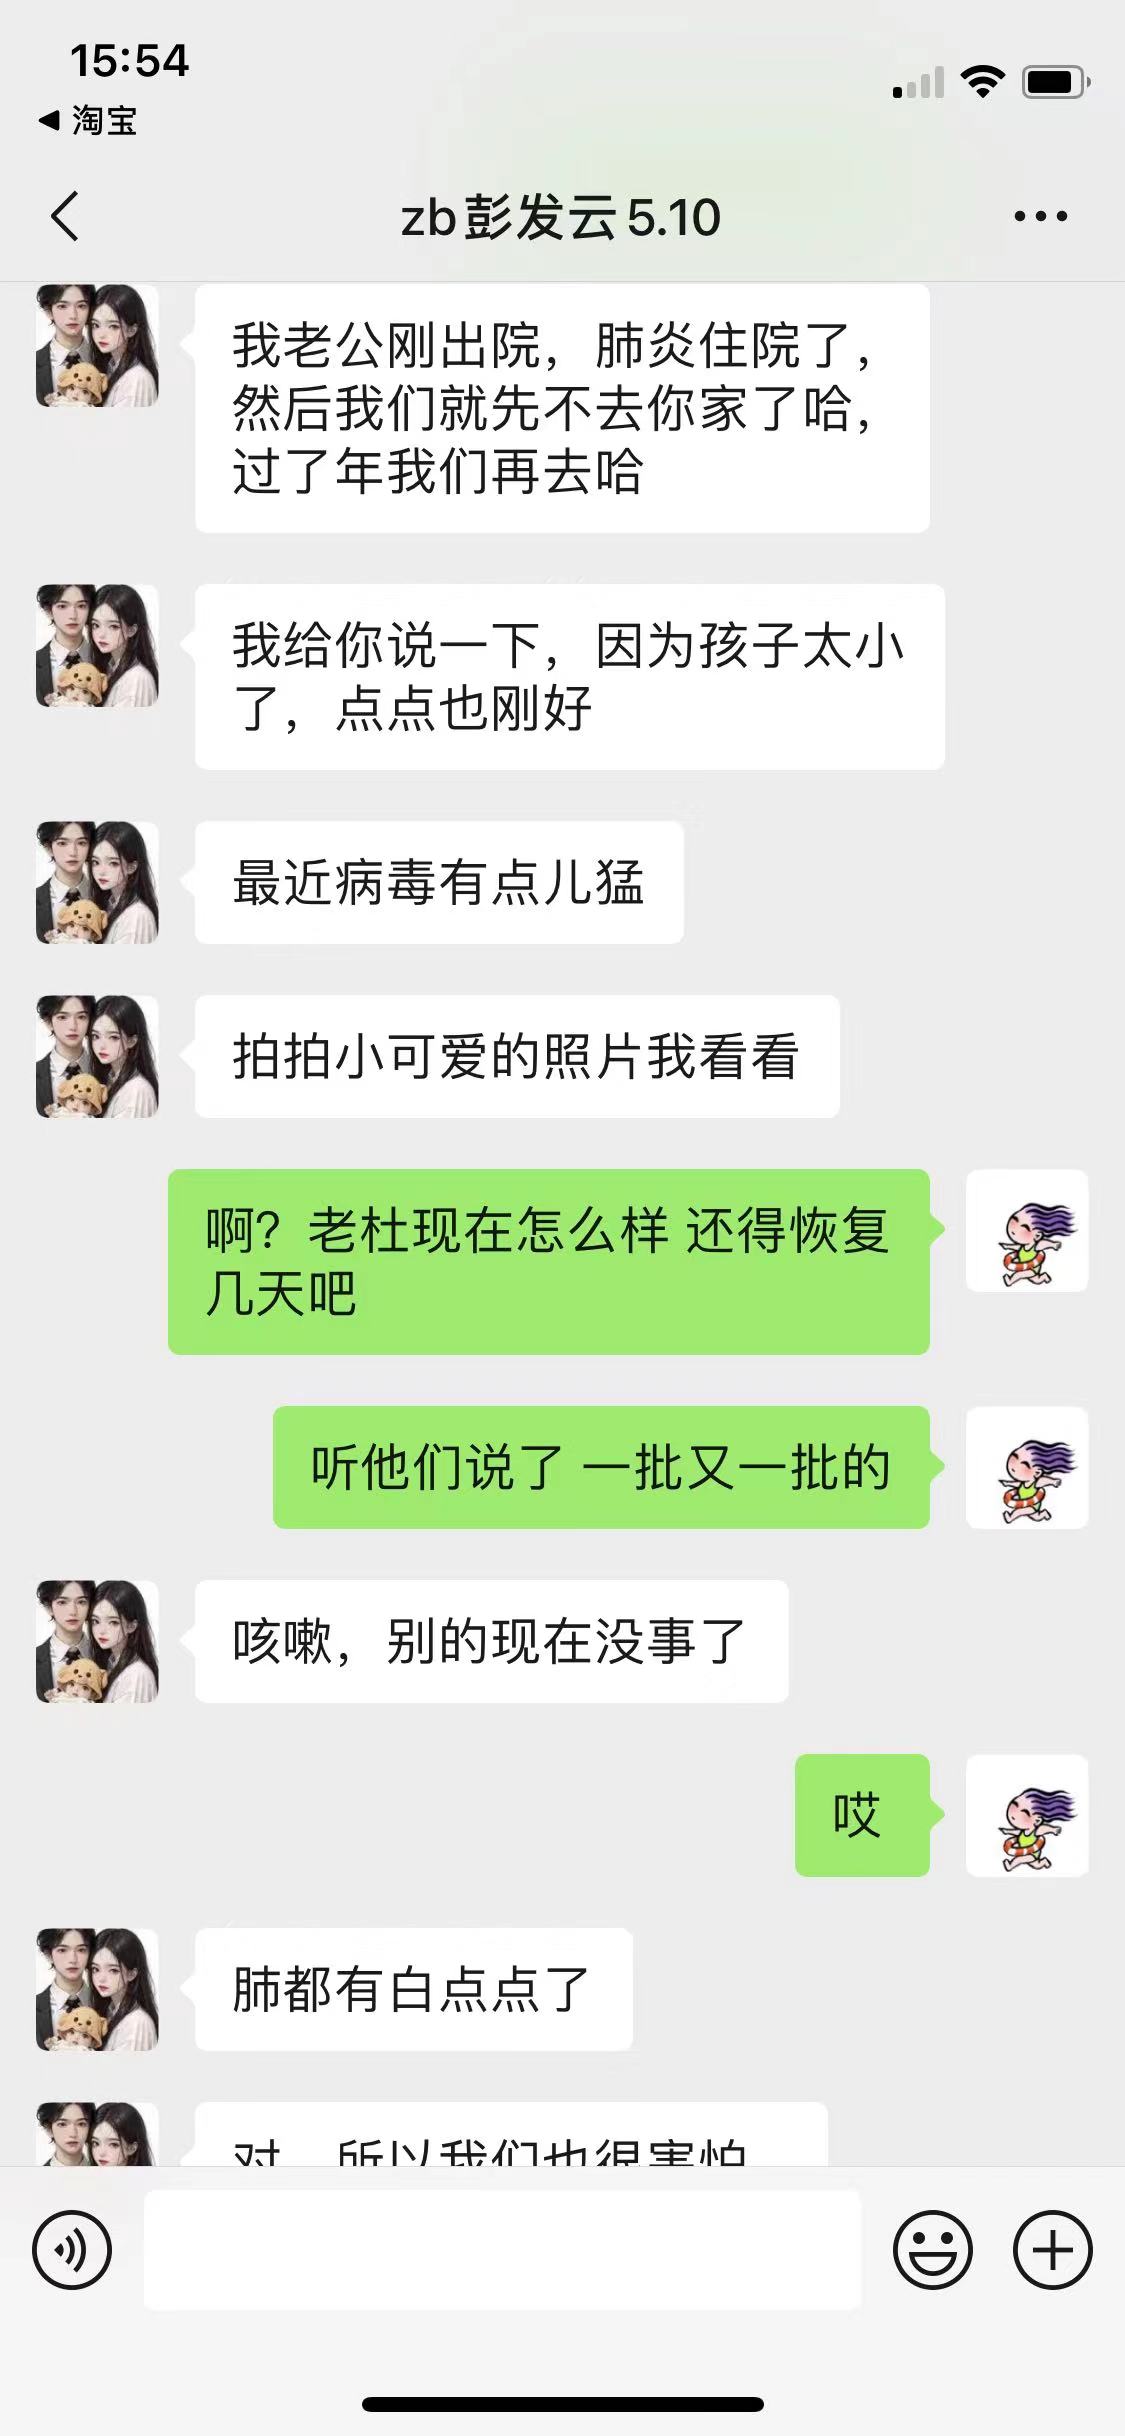 15:54
淘宝
zb彭发云5.10
我老公刚出院，肺炎住院了，
然后我们就先不去你家了哈，
过了年我们再去哈
我给你说一下，因为孩子太小
了，点点也刚好
最近病毒有点儿猛
拍拍小可爱的照片我看看
啊？老杜现在怎么样 还得恢复
几天吧
听他们说了 一批又一批的
咳嗽，别的现在没事了
哎
肺都有白点点了
对，所以我们也很害怕